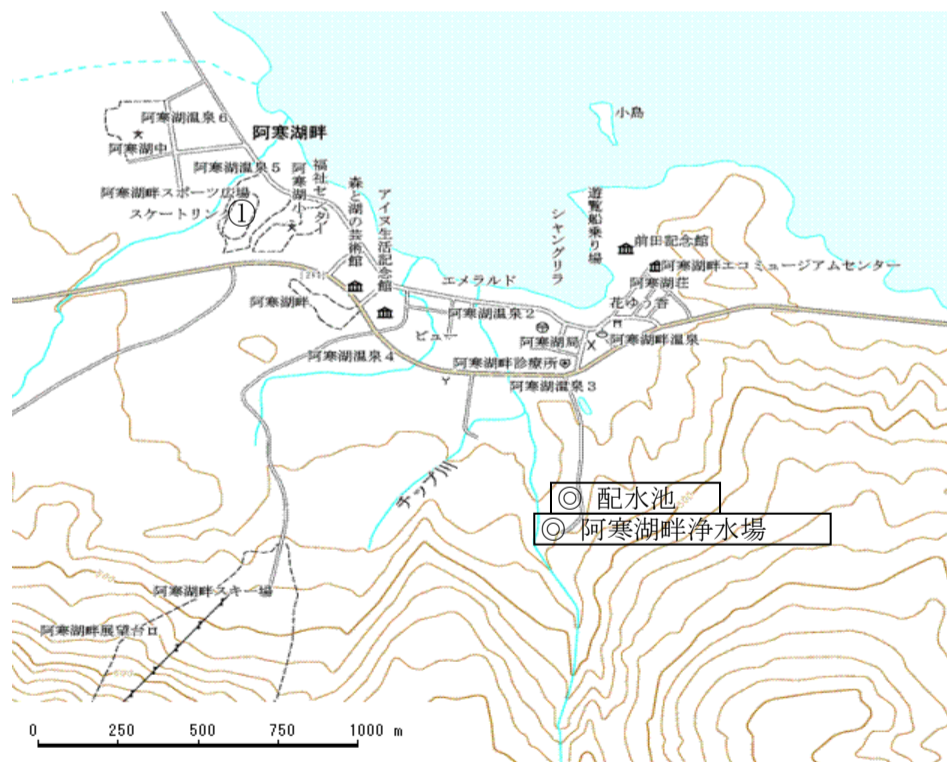 小島
阿寒湖温泉6
阿寒湖畔
阿寒湖中
阿寒湖温泉5
阿寒湖畔スポーツ広場
スケートリンク
①
阿寒湖小
福祉センター
森と湖の芸術館
アイヌ生活記念館
遊覧船乗り場
シャングリラ
前田記念館
阿寒湖畔エコミュージアムセンター
阿寒湖荘
エメラルド
花ゆう香
阿寒湖畔
阿寒湖温泉2
ビュー
阿寒湖局
阿寒湖畔温泉
阿寒湖温泉4
阿寒湖畔診療所
阿寒湖温泉3
チップ川
◎ 配水池
◎ 阿寒湖畔浄水場
阿寒湖畔スキー場
阿寒湖畔展望台口
0 250 500 750 1000 m